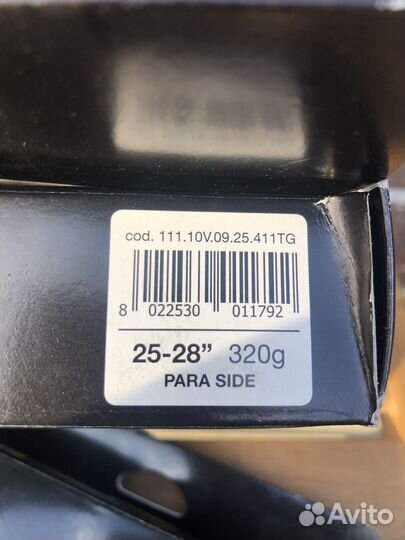 cod. 111.10V.09.25.411TG
8 022530 011792
25-28” 320g
PARA SIDE
Avito